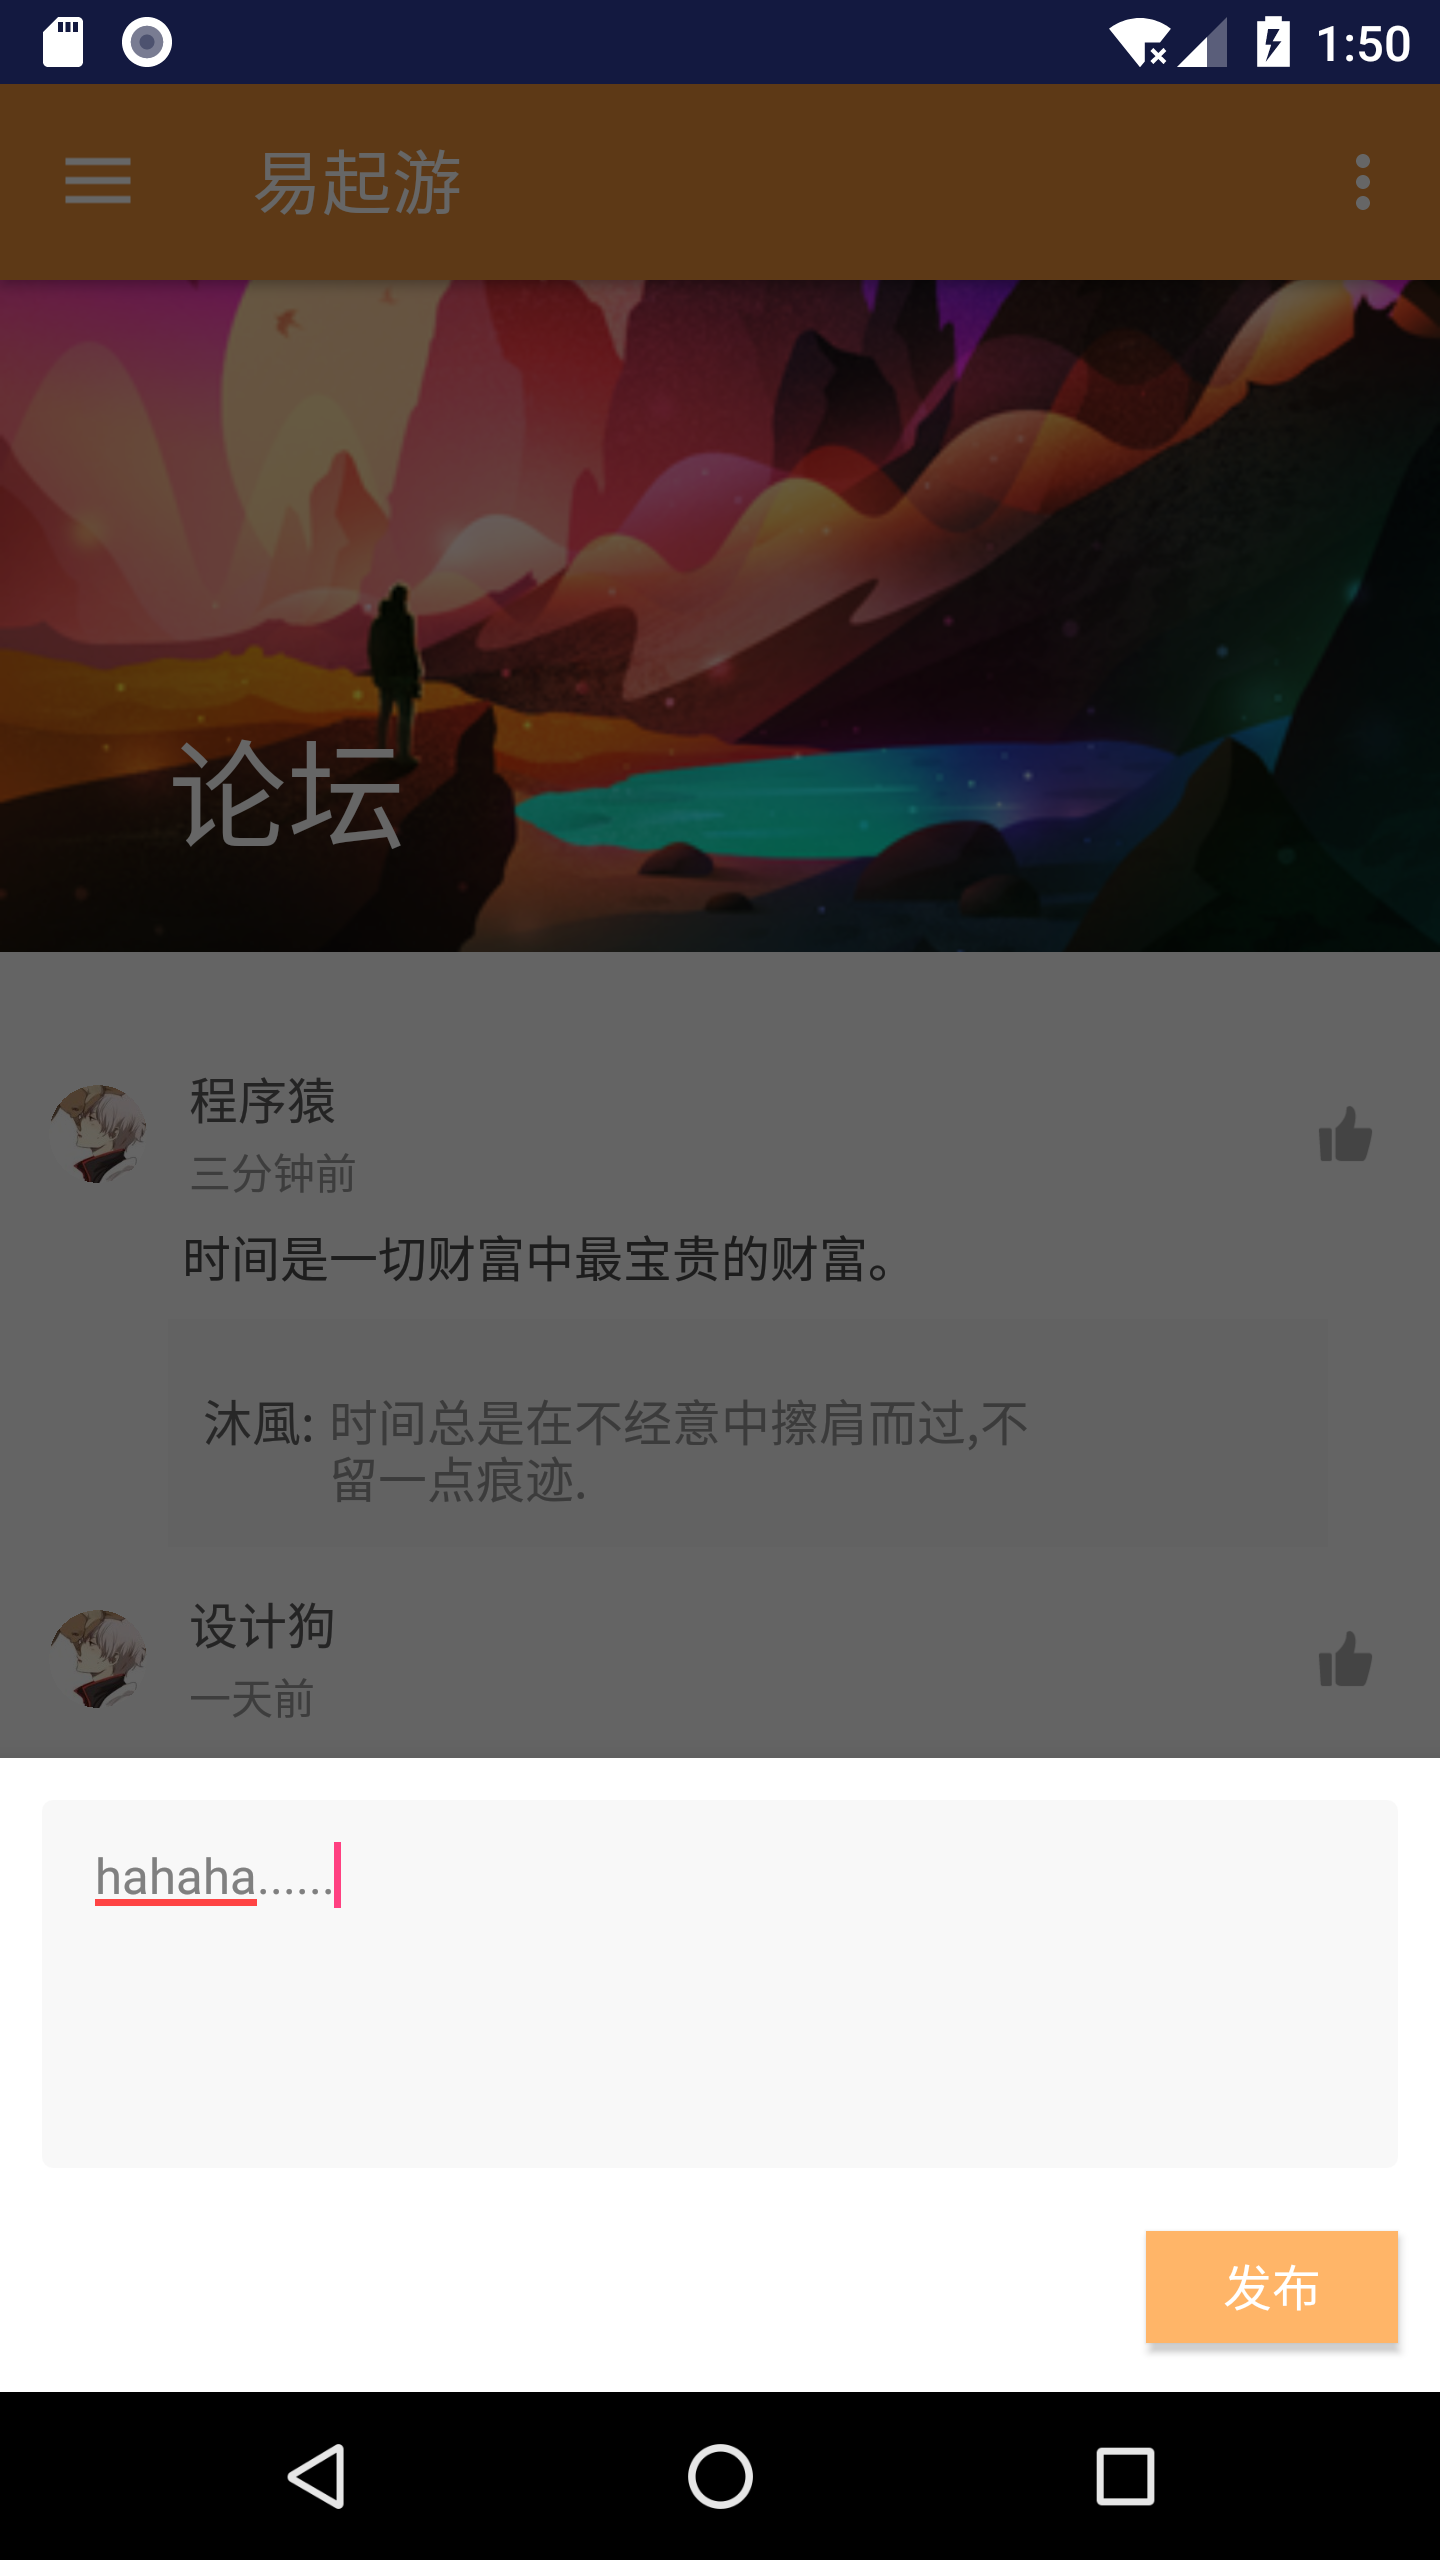 1:50
易起游
论坛
程序猿
三分钟前
时间是一切财富中最宝贵的财富。
沐風: 时间总是在不经意中擦肩而过,不
留一点痕迹.
设计狗
一天前
hahaha......
发布